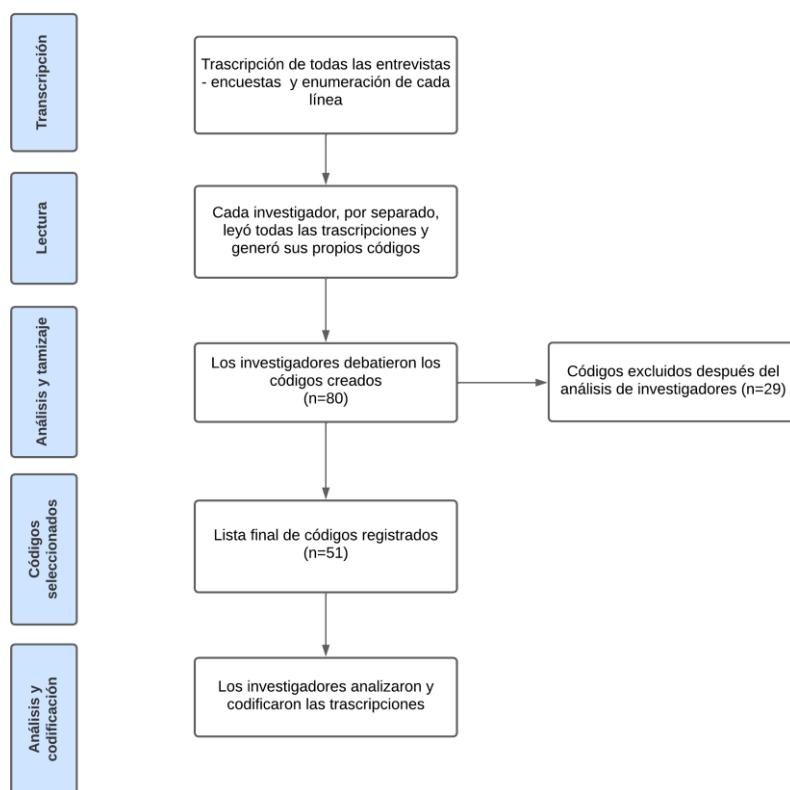 Transcripción
Trascripción de todas las entrevistas
- encuestas y enumeración de cada
línea
Lectura
Cada investigador, por separado,
leyó todas las trascripciones y
generó sus propios códigos
Análisis y tamizaje
Los investigadores debatieron los
códigos creados
(n=80)
Códigos excluidos después del
análisis de investigadores (n=29)
Códigos
seleccionados
Lista final de códigos registrados
(n=51)
Análisis y
codificación
Los investigadores analizaron y
codificaron las trascripciones